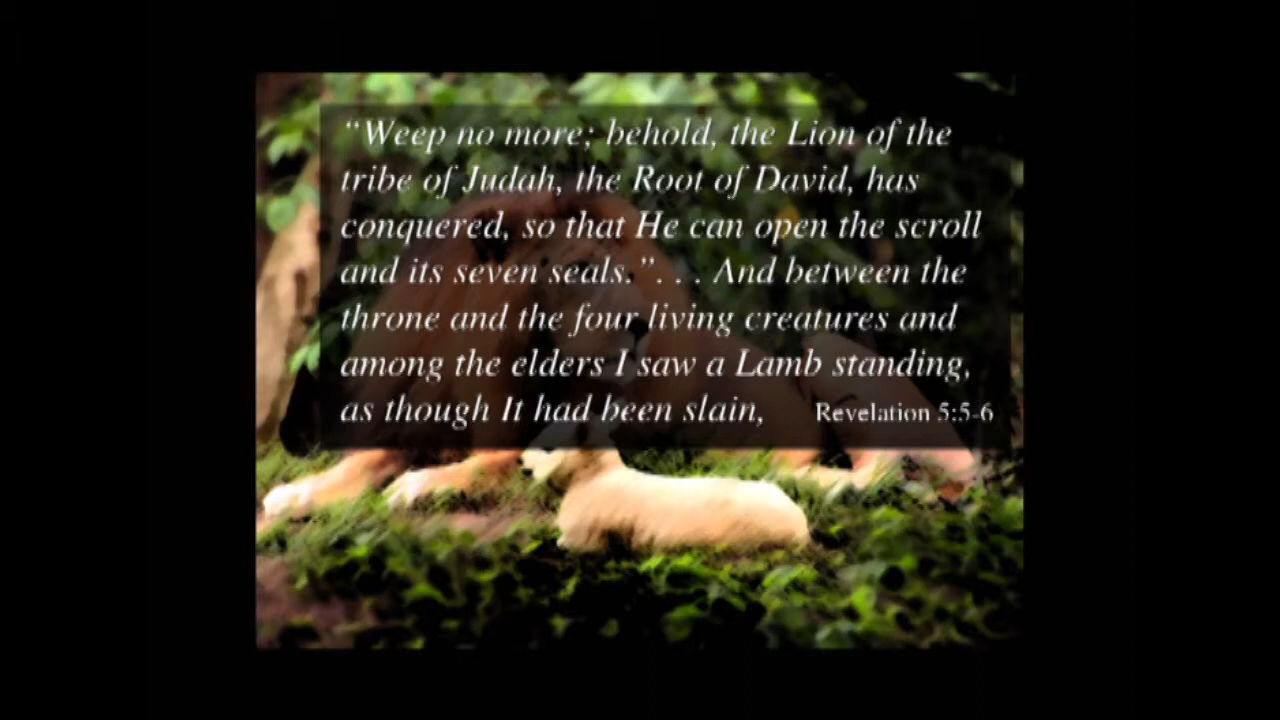 “Weep no more; behold, the Lion of the
tribe of Judah, the Root of David, has
conquered, so that He can open the scroll
and its seven seals.”. . . And between the
throne and the four living creatures and
among the elders I saw a Lamb standing,
as though It had been slain, Revelation 5:5-6